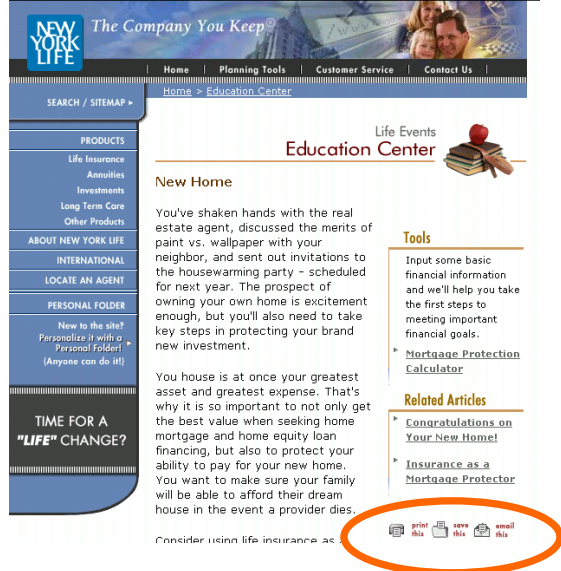 NEW
YORK
LIFE
The Company You Keep®
Home | Planning Tools | Customer Service | Contact Us |
Home > Education Center
SEARCH / SITEMAP
PRODUCTS
Life Insurance
Annuities
Investments
Long Term Care
Other Products
ABOUT NEW YORK LIFE
INTERNATIONAL
LOCATE AN AGENT
PERSONAL FOLDER
New to the site?
Personalize it with a
Personal Folder!
(Anyone can do it!)
TIME FOR A
"LIFE" CHANGE?
Life Events
Education Center
New Home
You've shaken hands with the real
estate agent, discussed the merits of
paint vs. wallpaper with your
neighbor, and sent out invitations to
the housewarming party – scheduled
for next year. The prospect of
owning your own home is excitement
enough, but you'll also need to take
key steps in protecting your brand
new investment.
You house is at once your greatest
asset and greatest expense. That's
why it is so important to not only get
the best value when seeking home
mortgage and home equity loan
financing, but also to protect your
ability to pay for your new home.
You want to make sure your family
will be able to afford their dream
house in the event a provider dies.
Consider using life insurance as a
Tools
Input some basic
financial information
and we'll help you take
the first steps to
meeting important
financial goals.
Mortgage Protection
Calculator
Related Articles
Congratulations on
Your New Home!
Insurance as a
Mortgage Protector
print this
save this
email this